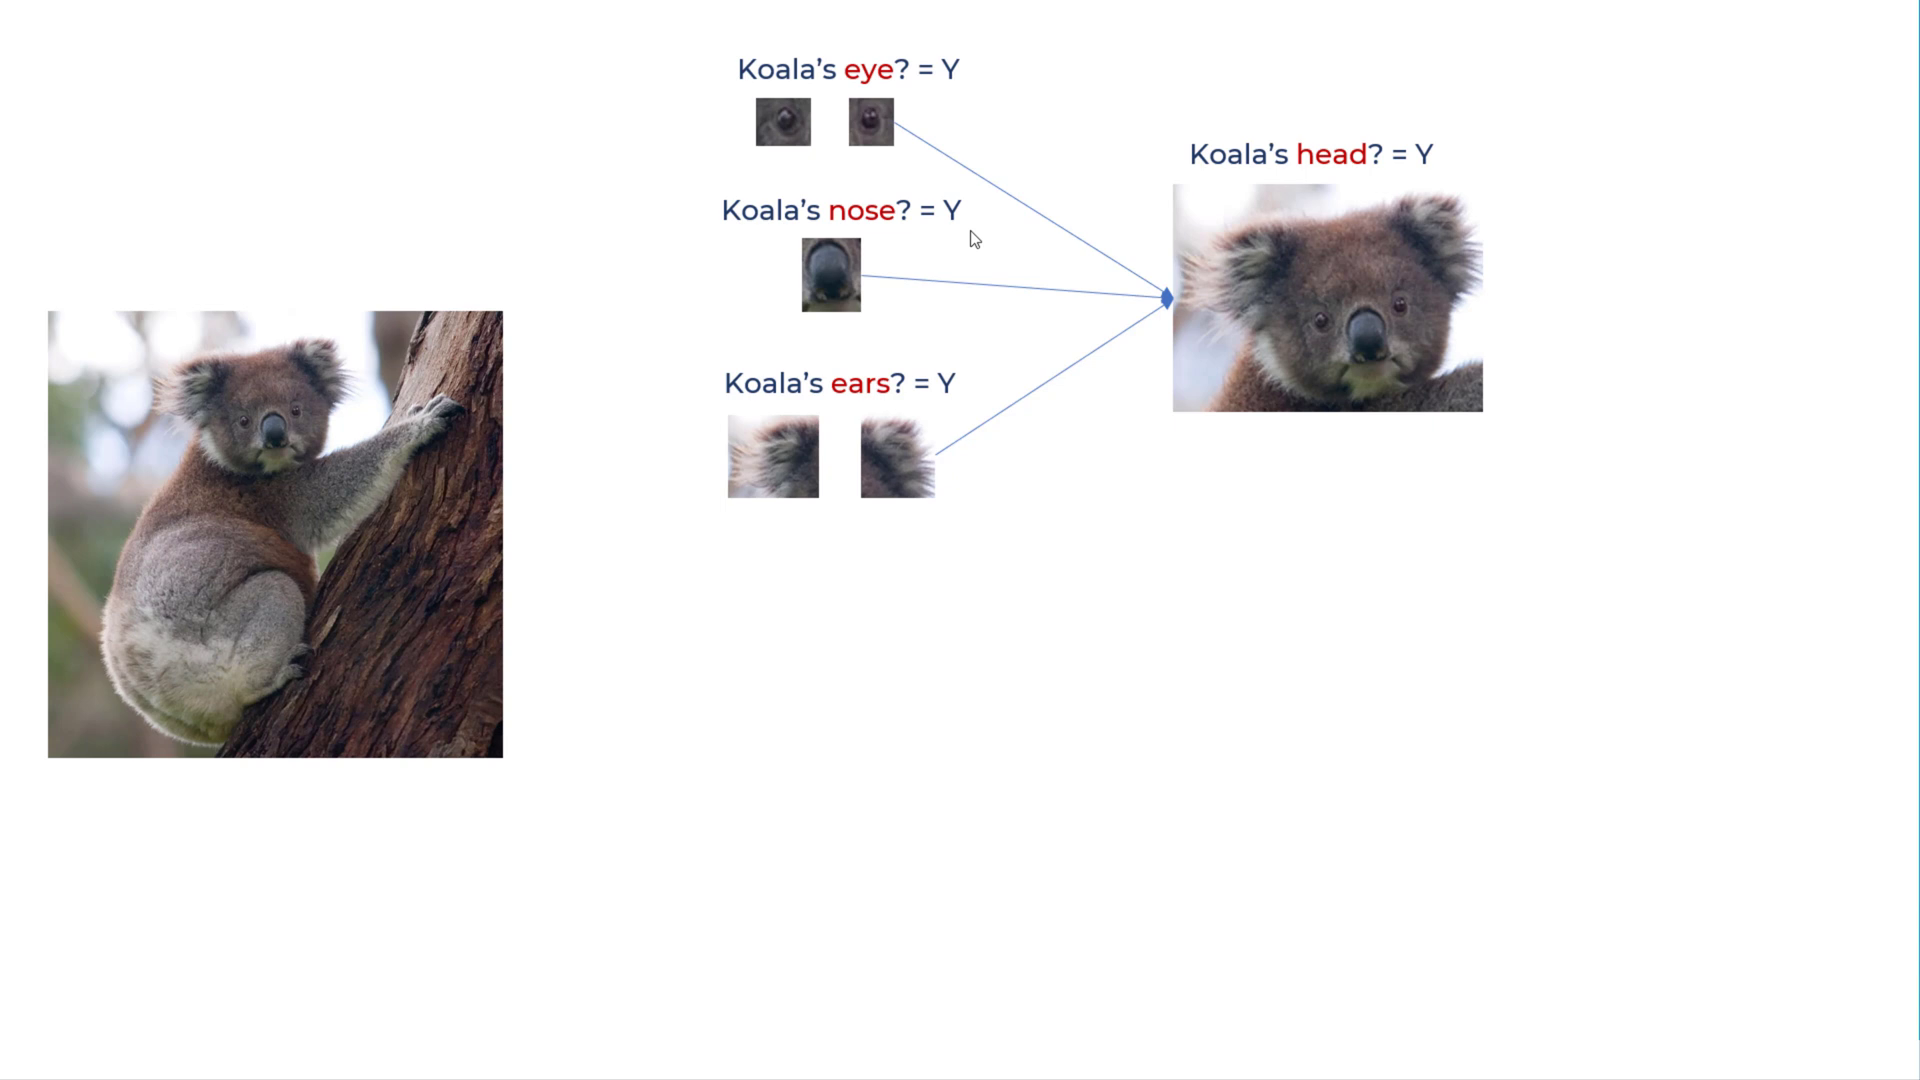 Koala’s eye? = Y
Koala’s head? = Y
Koala’s nose? = Y
Koala’s ears? = Y